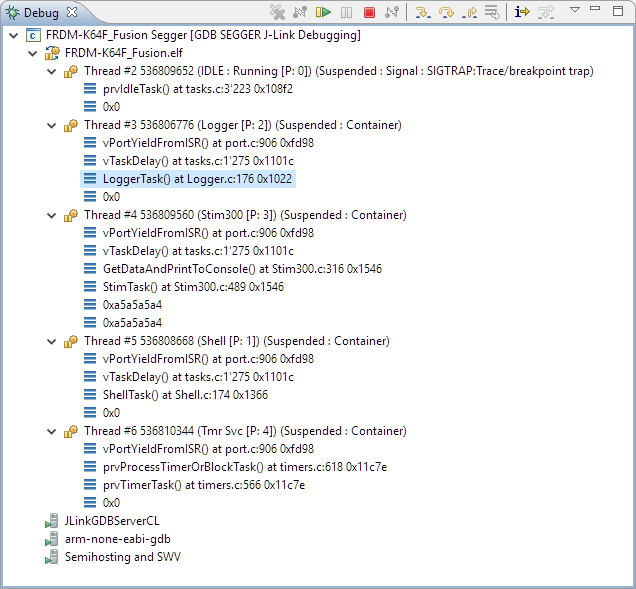 Debug
FRDM-K64F_Fusion Segger [GDB SEGGER J-Link Debugging]
FRDM-K64F_Fusion.elf
Thread #2 536809652 (IDLE : Running [P: 0]) (Suspended : Signal : SIGTRAP:Trace/breakpoint trap)
prvIdleTask() at tasks.c:3'223 0x108f2
0x0
Thread #3 536806776 (Logger [P: 2]) (Suspended : Container)
vPortYieldFromISR() at port.c:906 0xfd98
vTaskDelay() at tasks.c:1'275 0x1101c
LoggerTask() at Logger.c:176 0x1022
0x0
Thread #4 536809560 (Stim300 [P: 3]) (Suspended : Container)
vPortYieldFromISR() at port.c:906 0xfd98
vTaskDelay() at tasks.c:1'275 0x1101c
GetDataAndPrintToConsole() at Stim300.c:316 0x1546
StimTask() at Stim300.c:489 0x1546
0xa5a5a5a4
0xa5a5a5a4
Thread #5 536808668 (Shell [P: 1]) (Suspended : Container)
vPortYieldFromISR() at port.c:906 0xfd98
vTaskDelay() at tasks.c:1'275 0x1101c
ShellTask() at Shell.c:174 0x1366
0x0
Thread #6 536810344 (Tmr Svc [P: 4]) (Suspended : Container)
vPortYieldFromISR() at port.c:906 0xfd98
prvProcessTimerOrBlockTask() at timers.c:618 0x11c7e
prvTimerTask() at timers.c:566 0x11c7e
0x0
JLinkGDBServerCL
arm-none-eabi-gdb
Semihosting and SWV